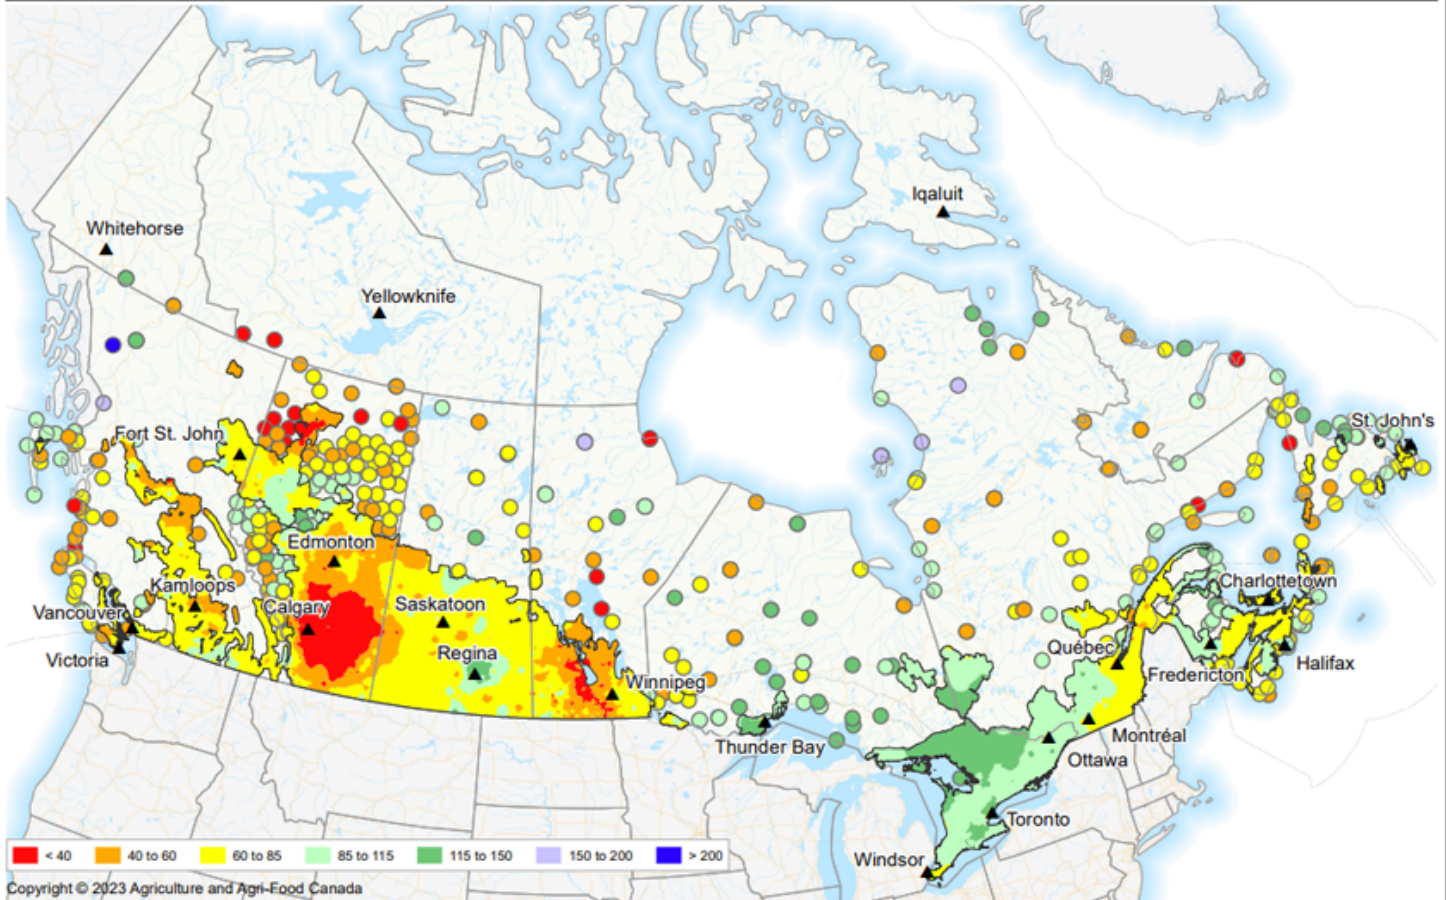 Iqaluit
Whitehorse
Yellowknife
St. John's
Fort St. John
Edmonton
Charlottetown
Kamloops
Calgary
Saskatoon
Vancouver
Québec
Regina
Victoria
Halifax
Fredericton
Winnipeg
Montréal
Thunder Bay
Ottawa
Toronto
Windsor
< 40 40 to 60 60 to 85 85 to 115 115 to 150 150 to 200 > 200
Copyright © 2023 Agriculture and Agri-Food Canada